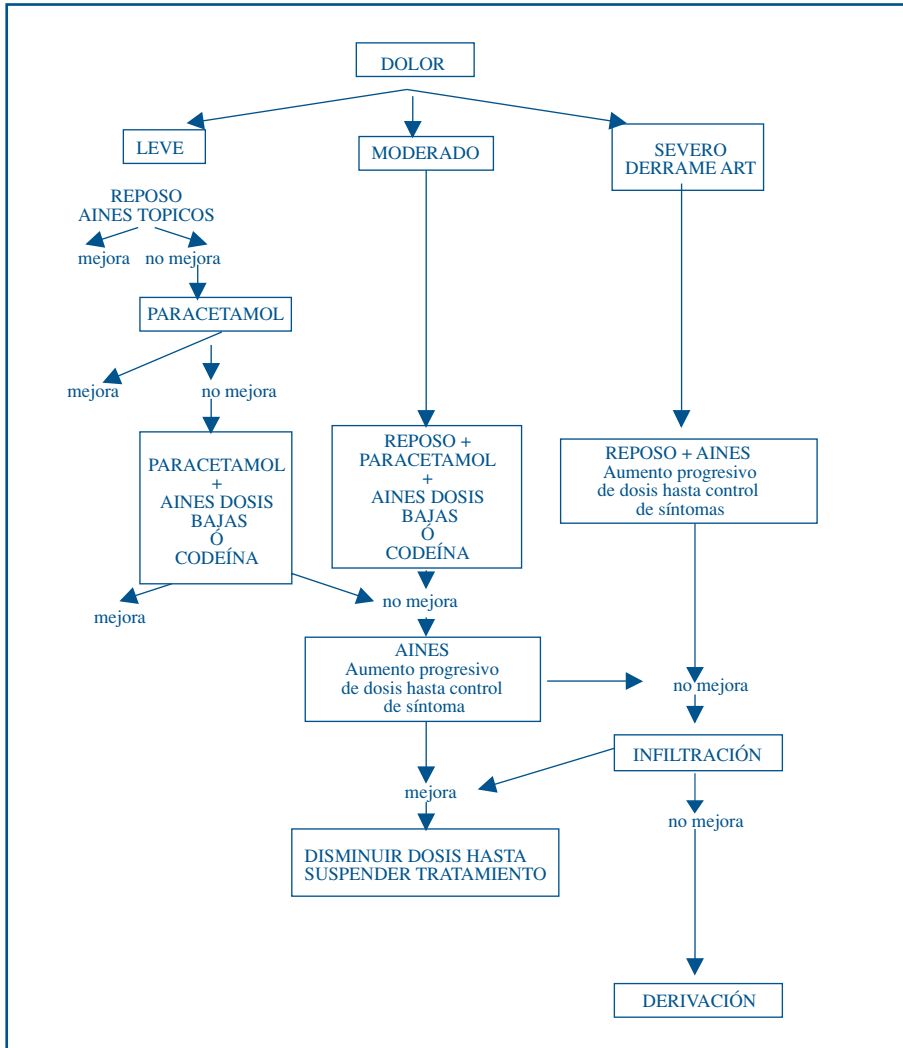 DOLOR
LEVE
MODERADO
SEVERO
DERRAME ART
REPOSO
AINES TOPICOS
mejora
no mejora
PARACETAMOL
mejora
no mejora
PARACETAMOL
+
AINES DOSIS
BAJAS
Ó
CODEÍNA
REPOSO +
PARACETAMOL
+
AINES DOSIS
BAJAS
Ó
CODEÍNA
REPOSO + AINES
Aumento progresivo
de dosis hasta control
de síntomas
mejora
no mejora
AINES
Aumento progresivo
de dosis hasta control
de síntoma
no mejora
INFILTRACIÓN
mejora
no mejora
DISMINUIR DOSIS HASTA
SUSPENDER TRATAMIENTO
DERIVACIÓN